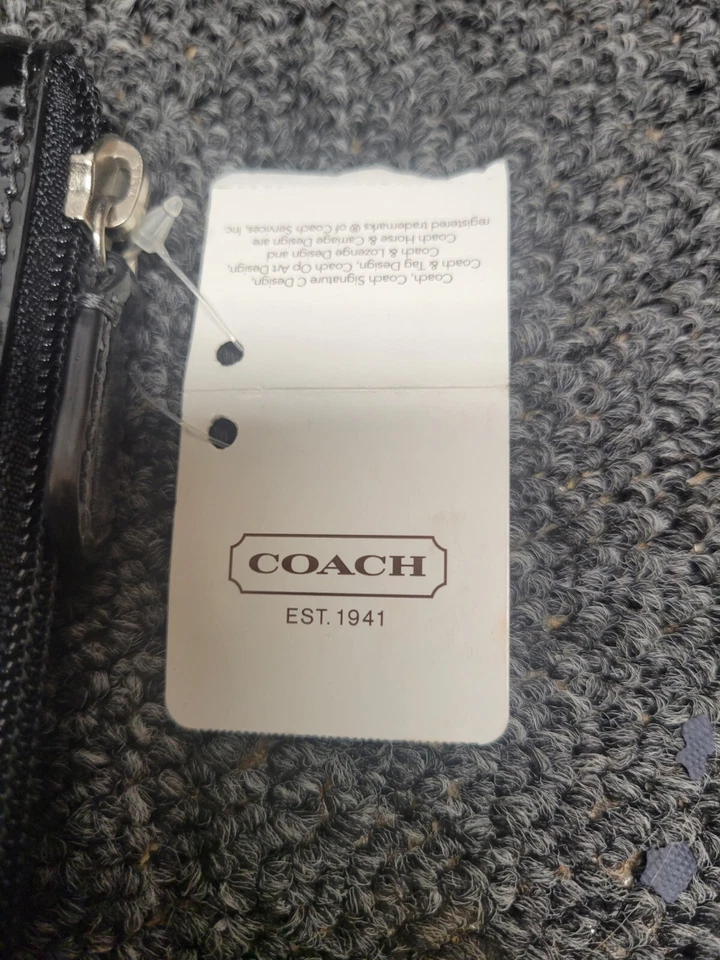 Coach, Coach Signature C Design,
Coach & Tag Design, Coach Op Art Design,
Coach & Lozenge Design and
Coach Horse & Carriage Design are
registered trademarks ® of Coach Services, Inc.
COACH
EST. 1941